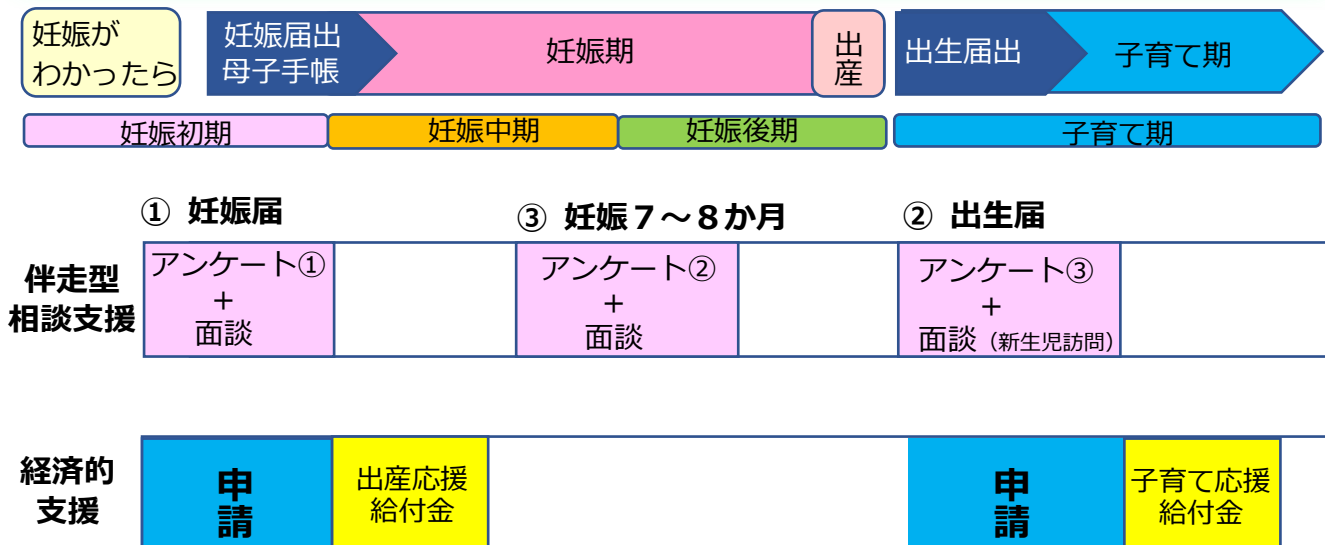 妊娠が
わかったら
妊娠届出
母子手帳
妊娠期
出産
出生届出
子育て期
妊娠初期
妊娠中期
妊娠後期
子育て期
① 妊娠届
③ 妊娠７～８か月
② 出生届
伴走型
相談支援
アンケート①
＋
面談
アンケート②
＋
面談
アンケート③
＋
面談（新生児訪問）
経済的
支援
申請
出産応援
給付金
申請
子育て応援
給付金